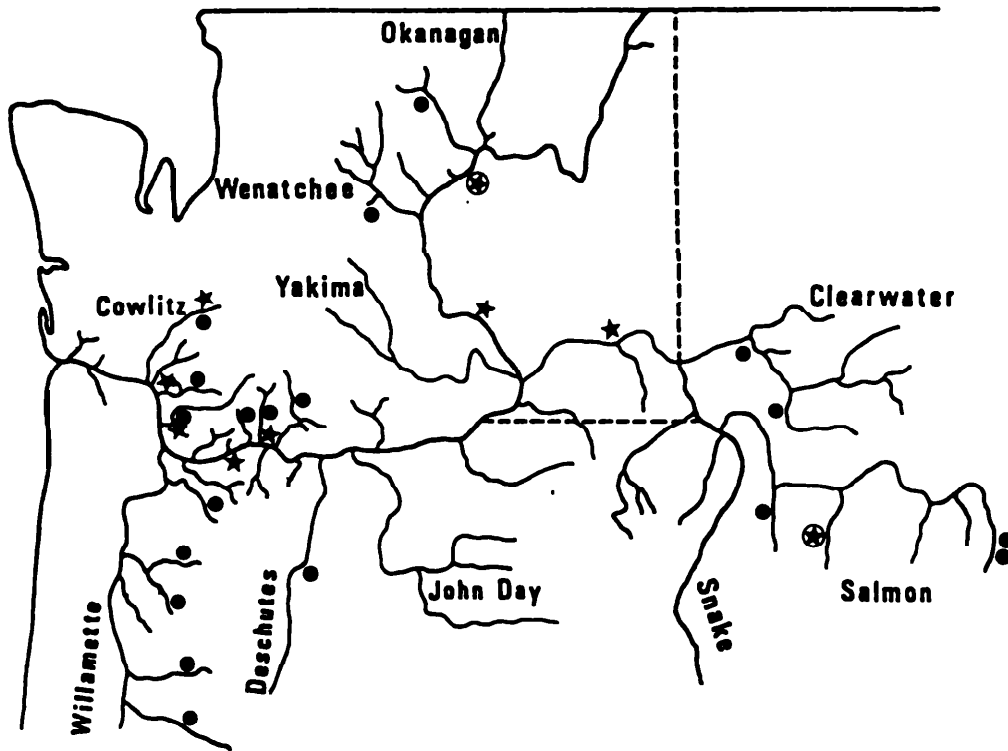 Okanagan
Wenatchee
Yakima
Cowlitz
Clearwater
John Day
Salmon
Snake
Deschutes
Willamette